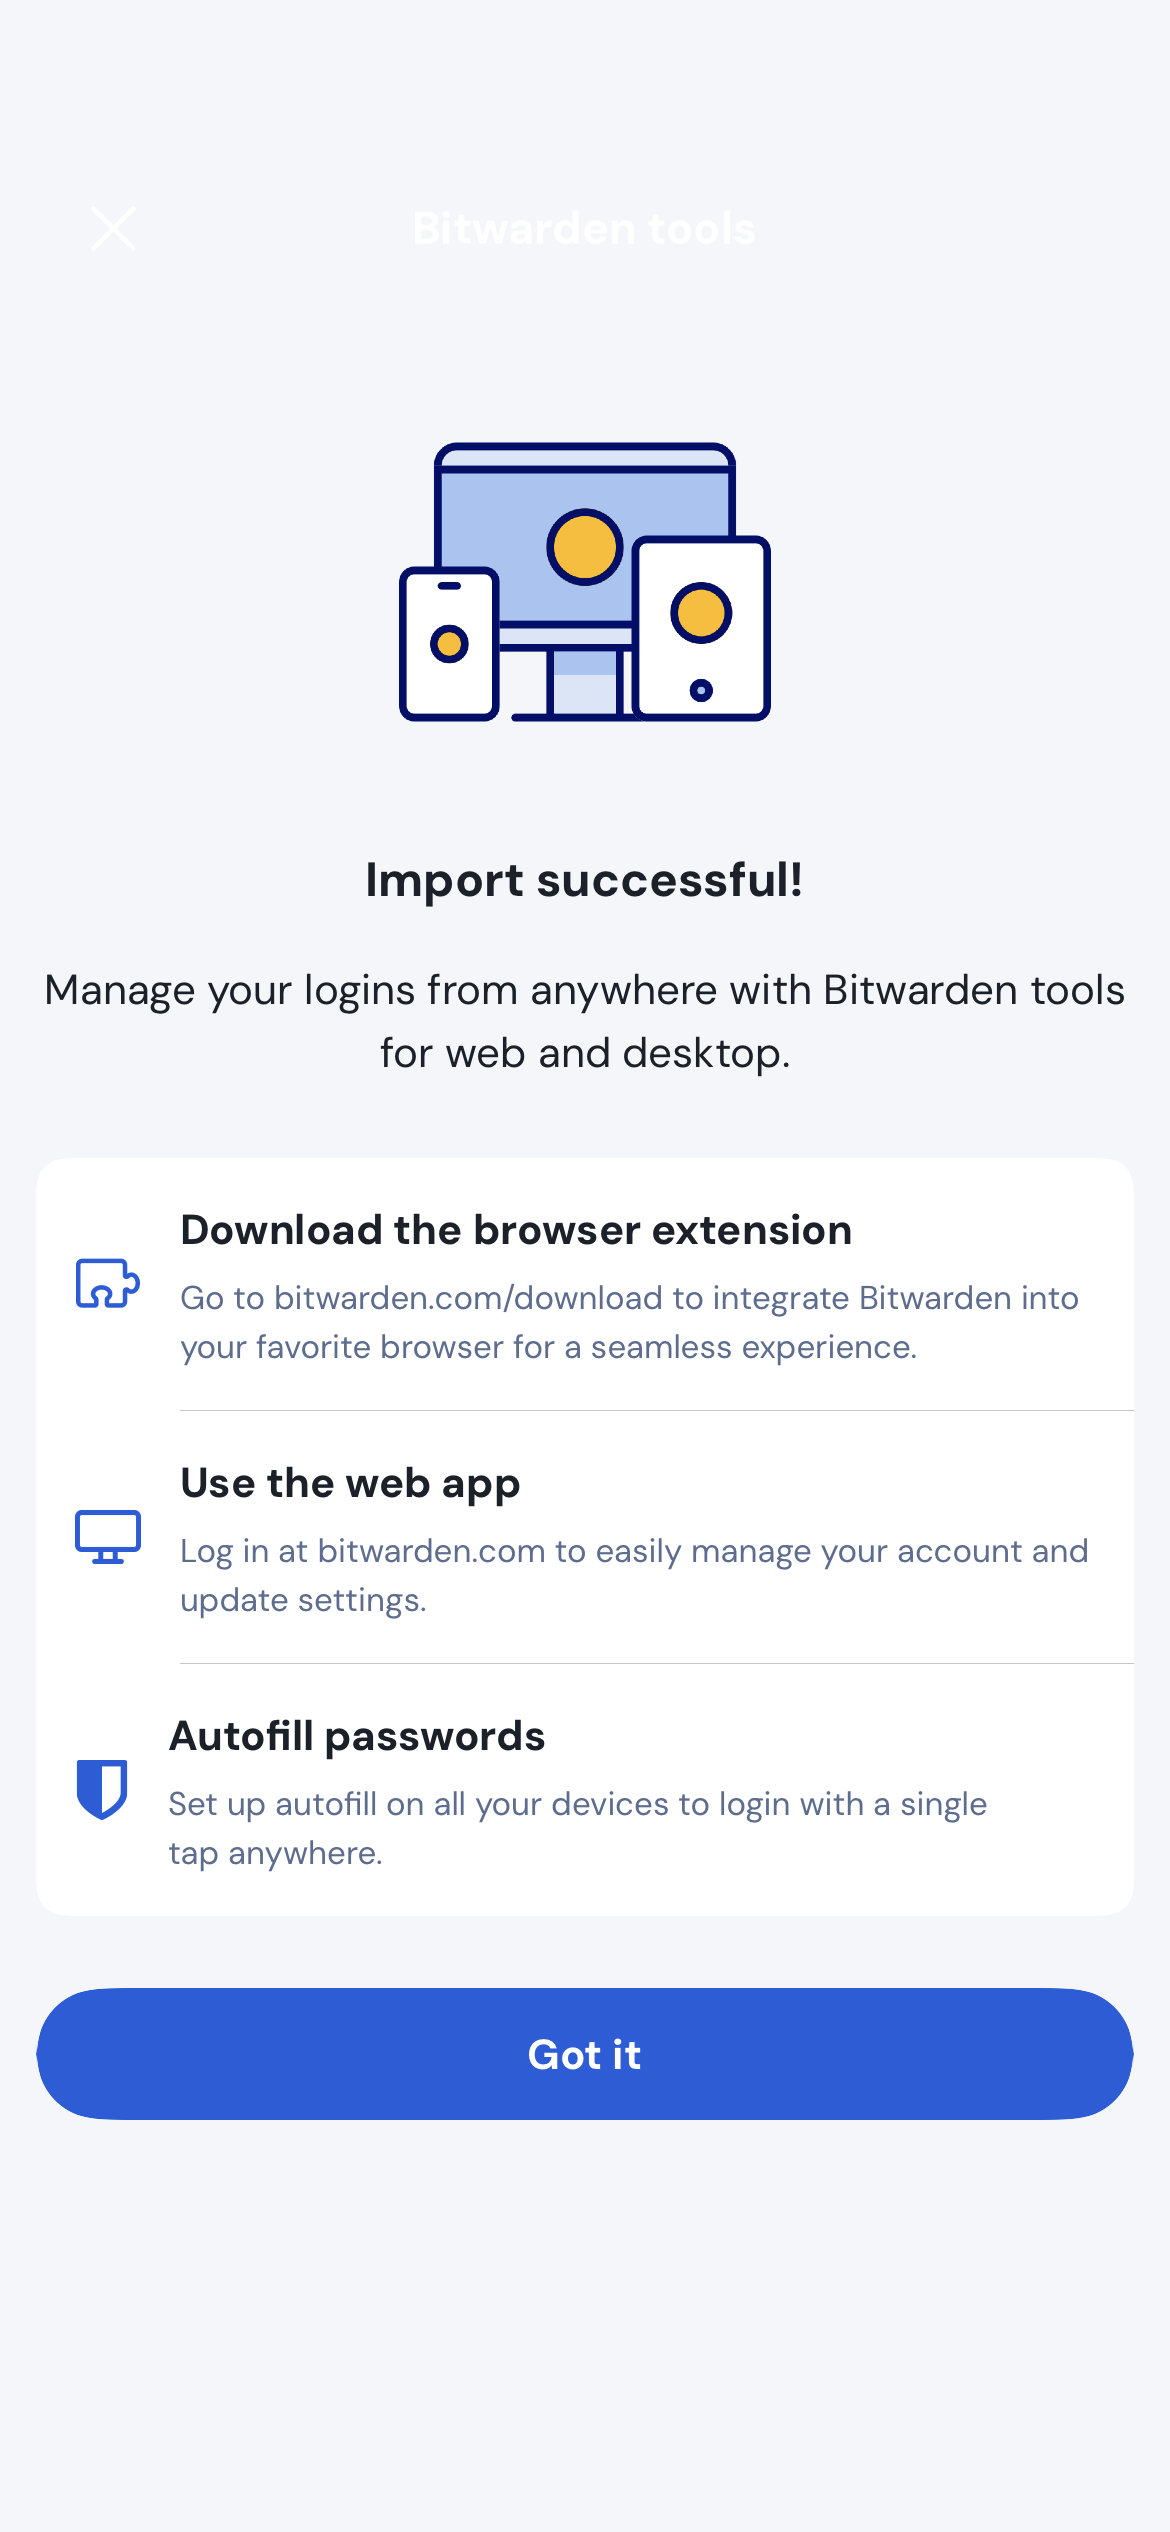 Bitwarden tools
Import successful!
Manage your logins from anywhere with Bitwarden tools
for web and desktop.
Download the browser extension
Go to bitwarden.com/download to integrate Bitwarden into
your favorite browser for a seamless experience.
Use the web app
Log in at bitwarden.com to easily manage your account and
update settings.
Autofill passwords
Set up autofill on all your devices to login with a single
tap anywhere.
Got it